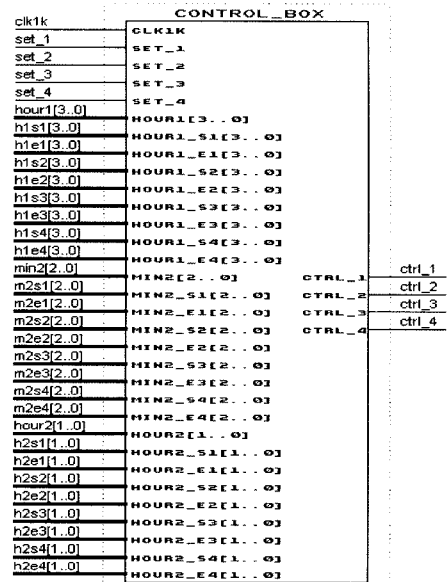 CONTROL_BOX
clk1k CLK1K
set_1 SET_1
set_2 SET_2
set_3 SET_3
set_4 SET_4
hour1[3..0] HOUR1[3..0]
h1s1[3..0] HOUR1_S1[3..0]
h1e1[3..0] HOUR1_E1[3..0]
h1s2[3..0] HOUR1_S2[3..0]
h1e2[3..0] HOUR1_E2[3..0]
h1s3[3..0] HOUR1_S3[3..0]
h1e3[3..0] HOUR1_E3[3..0]
h1s4[3..0] HOUR1_S4[3..0]
h1e4[3..0] HOUR1_E4[3..0]
min2[2..0] MIN2[2..0] CTRL_1 ctrl_1
m2s1[2..0] MIN2_S1[2..0] CTRL_2 ctrl_2
m2e1[2..0] MIN2_E1[2..0] CTRL_3 ctrl_3
m2s2[2..0] MIN2_S2[2..0] CTRL_4 ctrl_4
m2e2[2..0] MIN2_E2[2..0]
m2s3[2..0] MIN2_S3[2..0]
m2e3[2..0] MIN2_E3[2..0]
m2s4[2..0] MIN2_S4[2..0]
m2e4[2..0] MIN2_E4[2..0]
hour2[1..0] HOUR2[1..0]
h2s1[1..0] HOUR2_S1[1..0]
h2e1[1..0] HOUR2_E1[1..0]
h2s2[1..0] HOUR2_S2[1..0]
h2e2[1..0] HOUR2_E2[1..0]
h2s3[1..0] HOUR2_S3[1..0]
h2e3[1..0] HOUR2_E3[1..0]
h2s4[1..0] HOUR2_S4[1..0]
h2e4[1..0] HOUR2_E4[1..0]